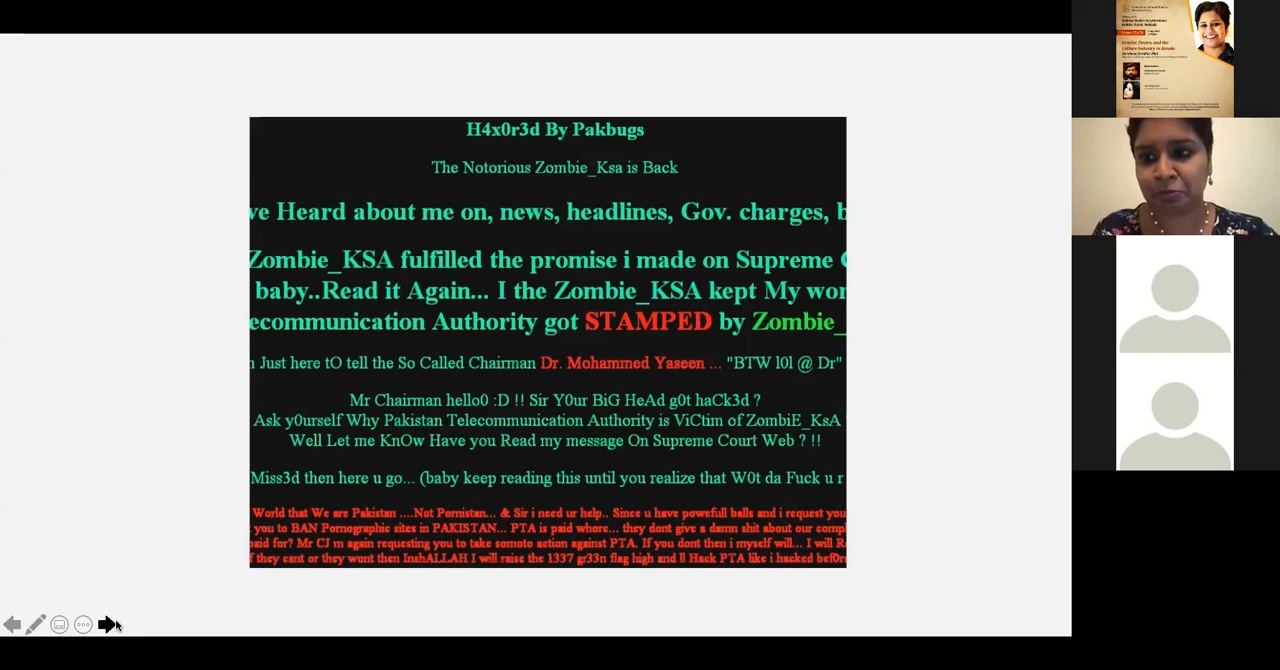 H4x0r3d By Pakbugs
The Notorious Zombie_Ksa is Back
ve Heard about me on, news, headlines, Gov. charges, b
Zombie_KSA fulfilled the promise i made on Supreme C
baby..Read it Again... I the Zombie_KSA kept My wor
ecommunication Authority got STAMPED by Zombie_
Just here tO tell the So Called Chairman Dr. Mohammed Yaseen ... "BTW l0l @ Dr"
Mr Chairman hello0 :D !! Sir Y0ur BiG HeAd g0t haCk3d ?
Ask y0urself Why Pakistan Telecommunication Authority is ViCtim of ZombiE_KsA
Well Let me KnOw Have you Read my message On Supreme Court Web ? !!
Miss3d then here u go... (baby keep reading this until you realize that W0t da Fuck u r
World that We are Pakistan ....Not Pornistan... & Sir i need ur help.. Since u have powefull balls and i request you
you to BAN Pornographic sites in PAKISTAN... PTA is paid whore... they dont give a damn shit about our compl
aid for? Mr CJ m again requesting you to take somoto action against PTA. If you dont then i myself will... I will R
f they cant or they wont then InshALLAH I will raise the 1337 gr33n flag high and ll Hack PTA like i hacked bef0r